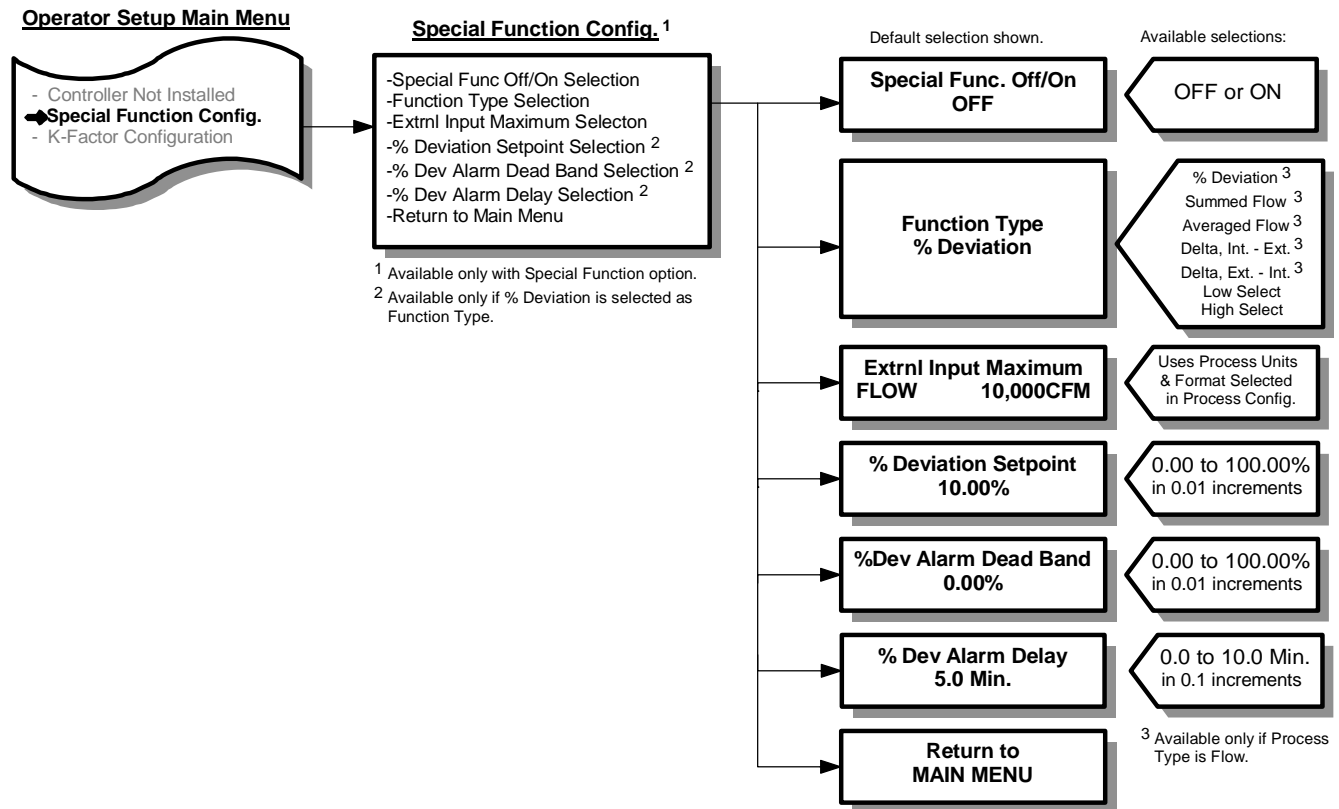 Operator Setup Main Menu
- Controller Not Installed
Special Function Config.
- K-Factor Configuration
Special Function Config. 1
-Special Func Off/On Selection
-Function Type Selection
-Extrnl Input Maximum Selecton
-% Deviation Setpoint Selection 2
-% Dev Alarm Dead Band Selection 2
-% Dev Alarm Delay Selection 2
-Return to Main Menu
1 Available only with Special Function option.
2 Available only if % Deviation is selected as
Function Type.
Default selection shown.
Available selections:
Special Func. Off/On
OFF
OFF or ON
Function Type
% Deviation
% Deviation 3
Summed Flow 3
Averaged Flow 3
Delta, Int. - Ext. 3
Delta, Ext. - Int. 3
Low Select
High Select
Extrnl Input Maximum
FLOW 10,000CFM
Uses Process Units
& Format Selected
in Process Config.
% Deviation Setpoint
10.00%
0.00 to 100.00%
in 0.01 increments
%Dev Alarm Dead Band
0.00%
0.00 to 100.00%
in 0.01 increments
% Dev Alarm Delay
5.0 Min.
0.0 to 10.0 Min.
in 0.1 increments
Return to
MAIN MENU
3 Available only if Process
Type is Flow.